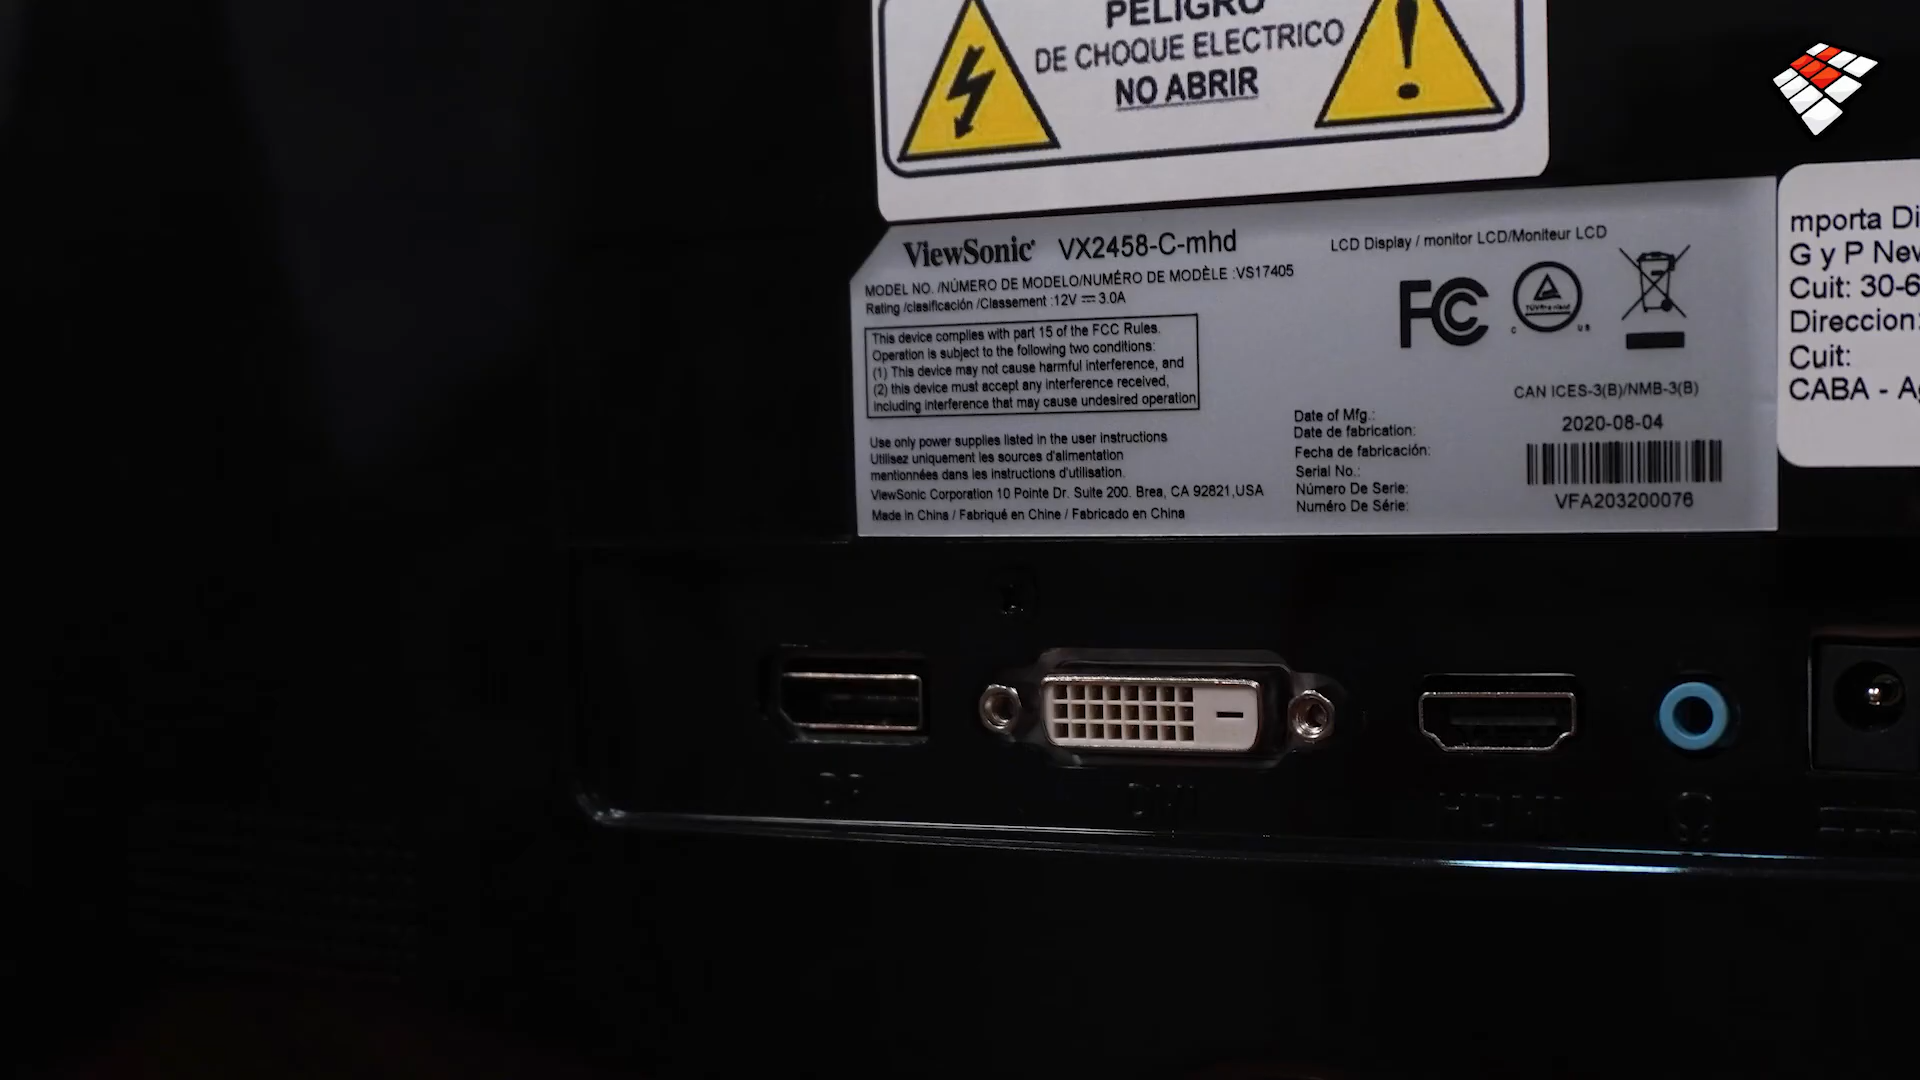 PELIGRO
DE CHOQUE ELECTRICO
NO ABRIR
ViewSonic VX2458-C-mhd
MODEL NO. /NÚMERO DE MODELO/NUMÉRO DE MODÈLE :VS17405
Rating /clasificación /Classement :12V ⎓ 3.0A
This device complies with part 15 of the FCC Rules.
Operation is subject to the following two conditions:
(1) This device may not cause harmful interference, and
(2) this device must accept any interference received,
including interference that may cause undesired operation
Use only power supplies listed in the user instructions
Utilisez uniquement les sources d'alimentation
mentionnées dans les instructions d'utilisation.
ViewSonic Corporation 10 Pointe Dr. Suite 200. Brea, CA 92821,USA
Made in China / Fabriqué en Chine / Fabricado en China
LCD Display / monitor LCD/Moniteur LCD
FC
TÜVRheinland
C US
CAN ICES-3(B)/NMB-3(B)
Date of Mfg.:
Date de fabrication:
Fecha de fabricación:
2020-08-04
Serial No.:
Número De Serie:
Numéro De Série:
VFA203200076
mporta Di
G y P New
Cuit: 30-6
Direccion:
Cuit:
CABA - A
DP
DVI
HDMI